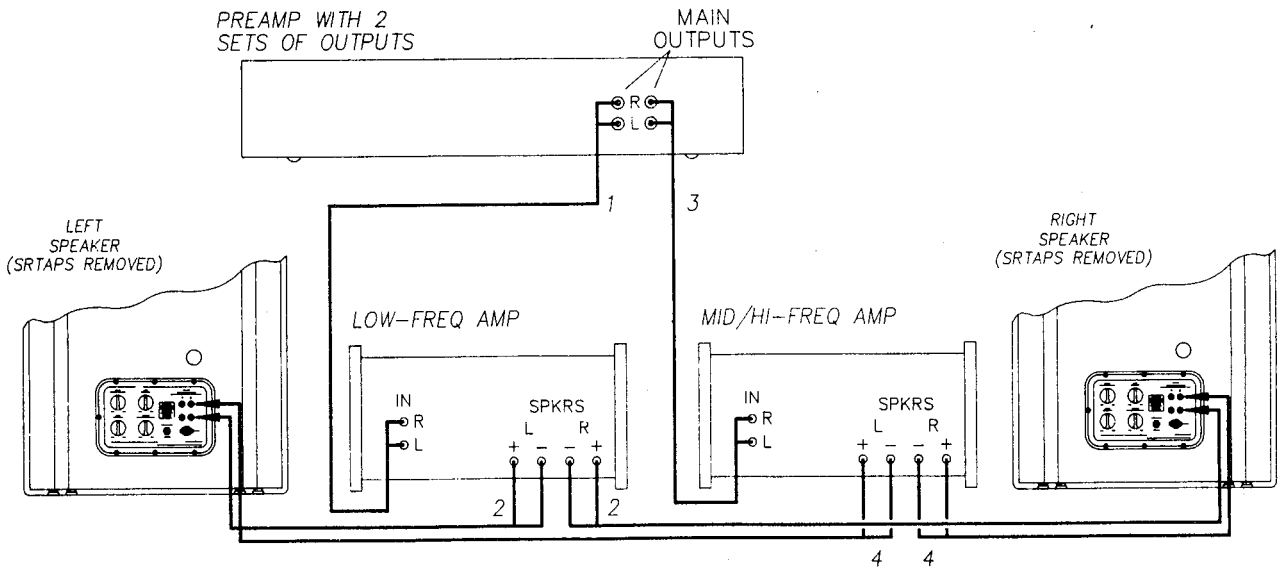 PREAMP WITH 2
SETS OF OUTPUTS
MAIN
OUTPUTS
R
L
1
3
LEFT
SPEAKER
(SRTAPS REMOVED)
RIGHT
SPEAKER
(SRTAPS REMOVED)
LOW-FREQ AMP
IN
R
L
SPKRS
L R
+ − − +
2 2
MID/HI-FREQ AMP
IN
R
L
SPKRS
L R
+ − − +
4 4